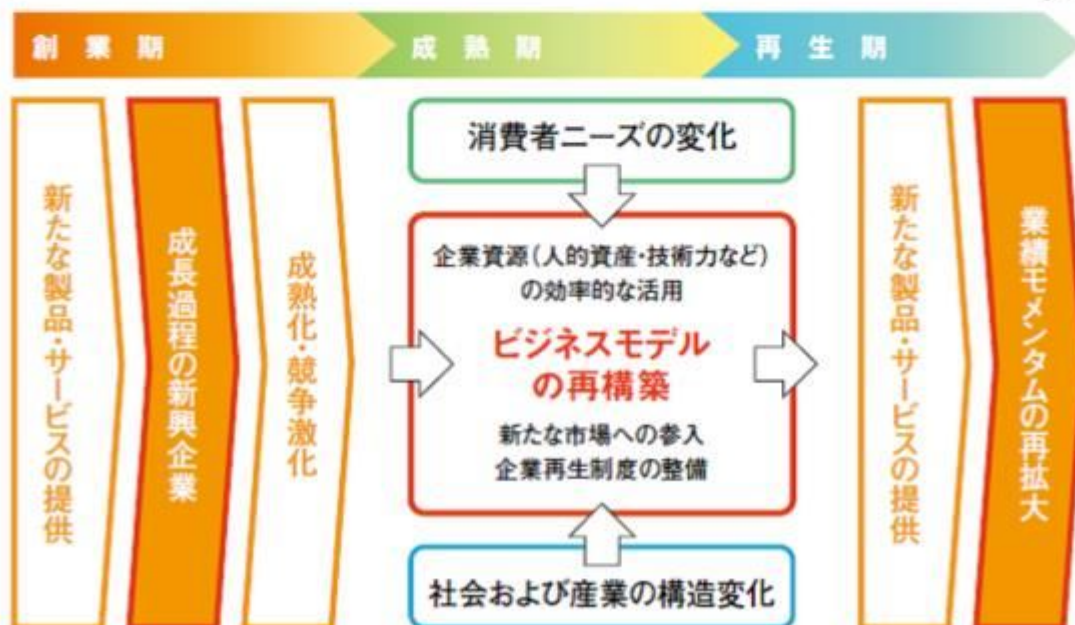 創業期
成熟期
再生期
新たな製品・サービスの提供
成長過程の新興企業
成熟化・競争激化
消費者ニーズの変化
企業資源(人的資産・技術力など)
の効率的な活用
ビジネスモデル
の再構築
新たな市場への参入
企業再生制度の整備
社会および産業の構造変化
新たな製品・サービスの提供
業績モメンタムの再拡大